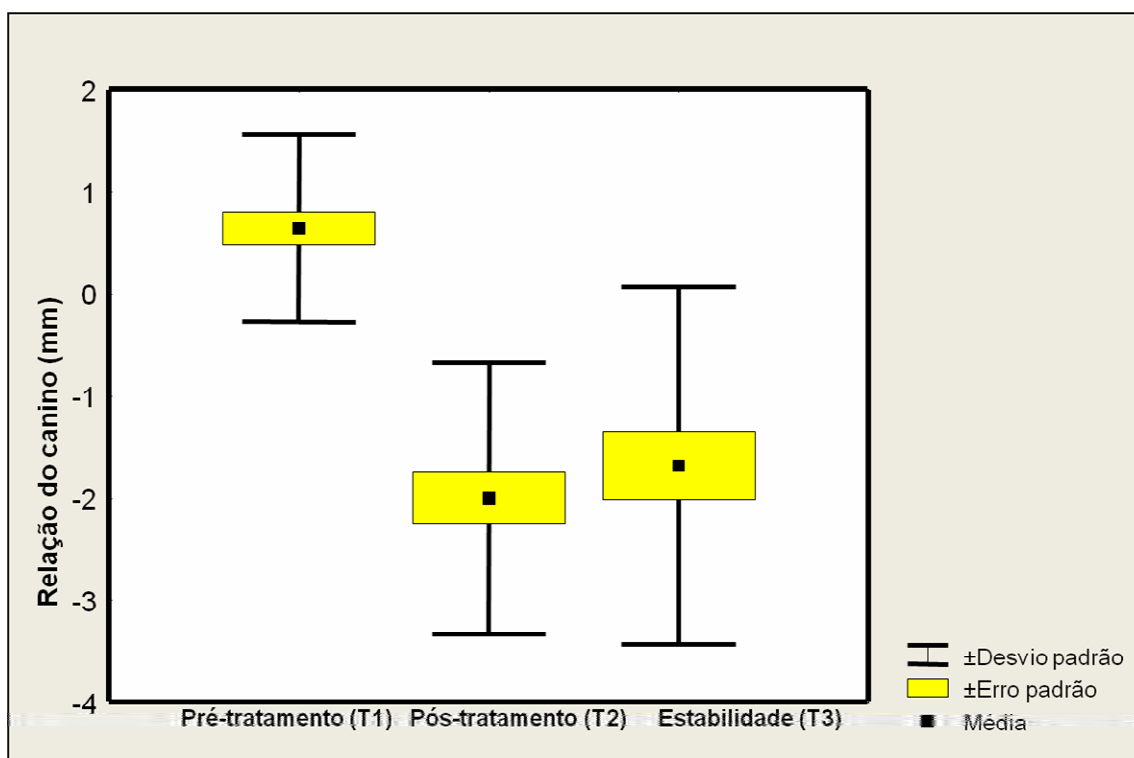 2
1
0
-1
-2
-3
-4
Relação do canino (mm)
Pré-tratamento (T1) Pós-tratamento (T2) Estabilidade (T3)
±Desvio padrão
±Erro padrão
Média